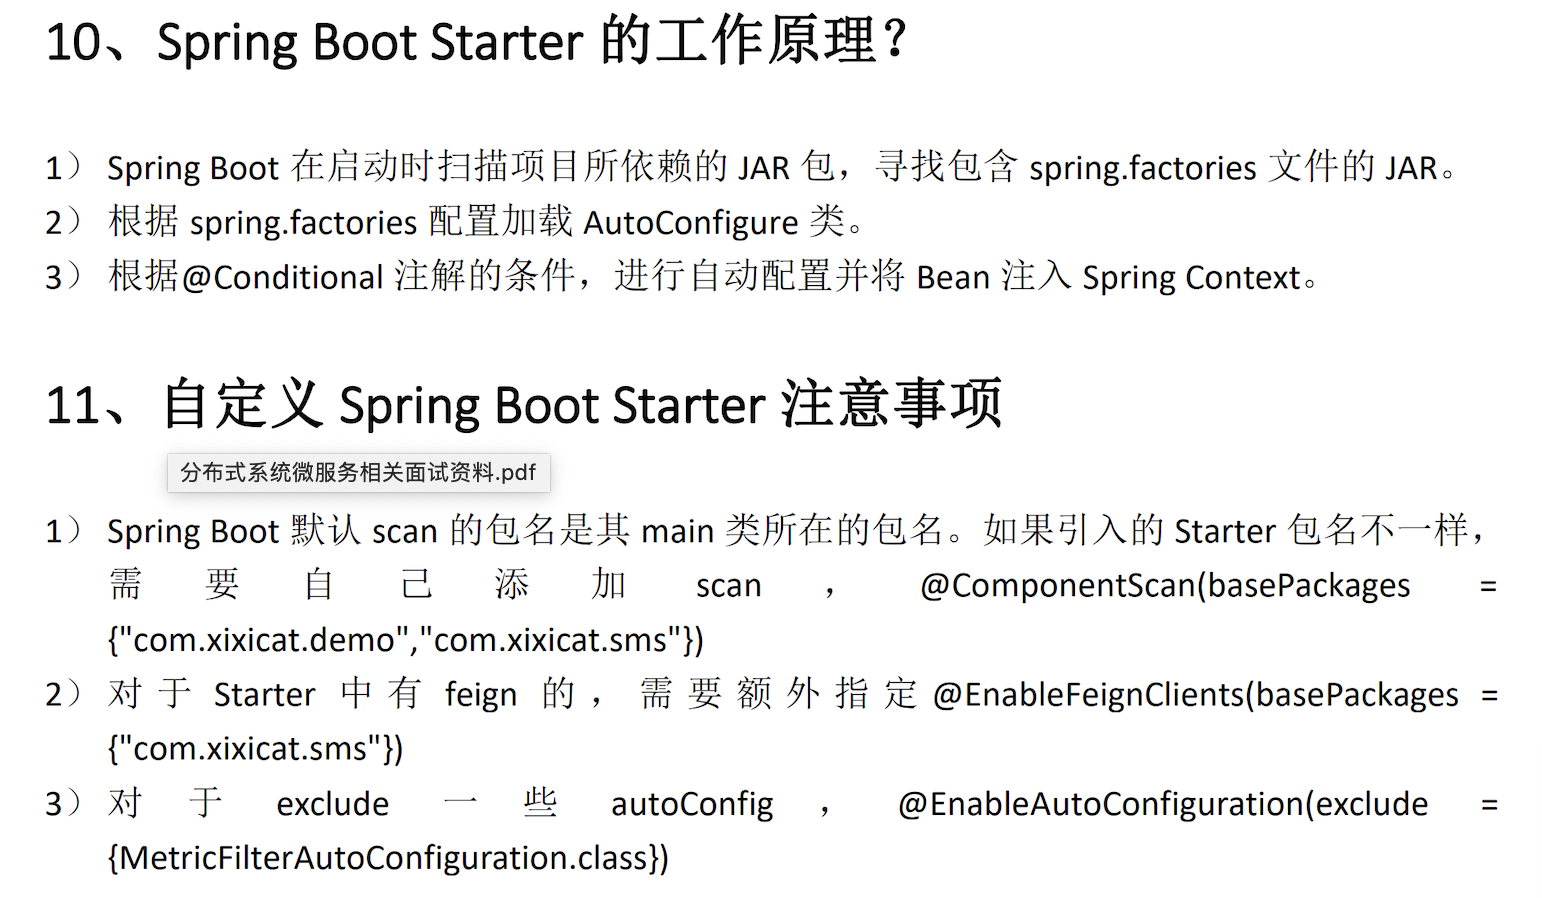 10、Spring Boot Starter 的工作原理?
1） Spring Boot 在启动时扫描项目所依赖的 JAR 包，寻找包含 spring.factories 文件的 JAR。
2） 根据 spring.factories 配置加载 AutoConfigure 类。
3） 根据@Conditional 注解的条件，进行自动配置并将 Bean 注入 Spring Context。
11、自定义 Spring Boot Starter 注意事项
分布式系统微服务相关面试资料.pdf
1） Spring Boot 默认 scan 的包名是其 main 类所在的包名。如果引入的 Starter 包名不一样，
需要自己添加 scan，@ComponentScan(basePackages =
{"com.xixicat.demo","com.xixicat.sms"})
2） 对于 Starter 中有 feign 的，需要额外指定@EnableFeignClients(basePackages =
{"com.xixicat.sms"})
3） 对于 exclude 一些 autoConfig，@EnableAutoConfiguration(exclude =
{MetricFilterAutoConfiguration.class})